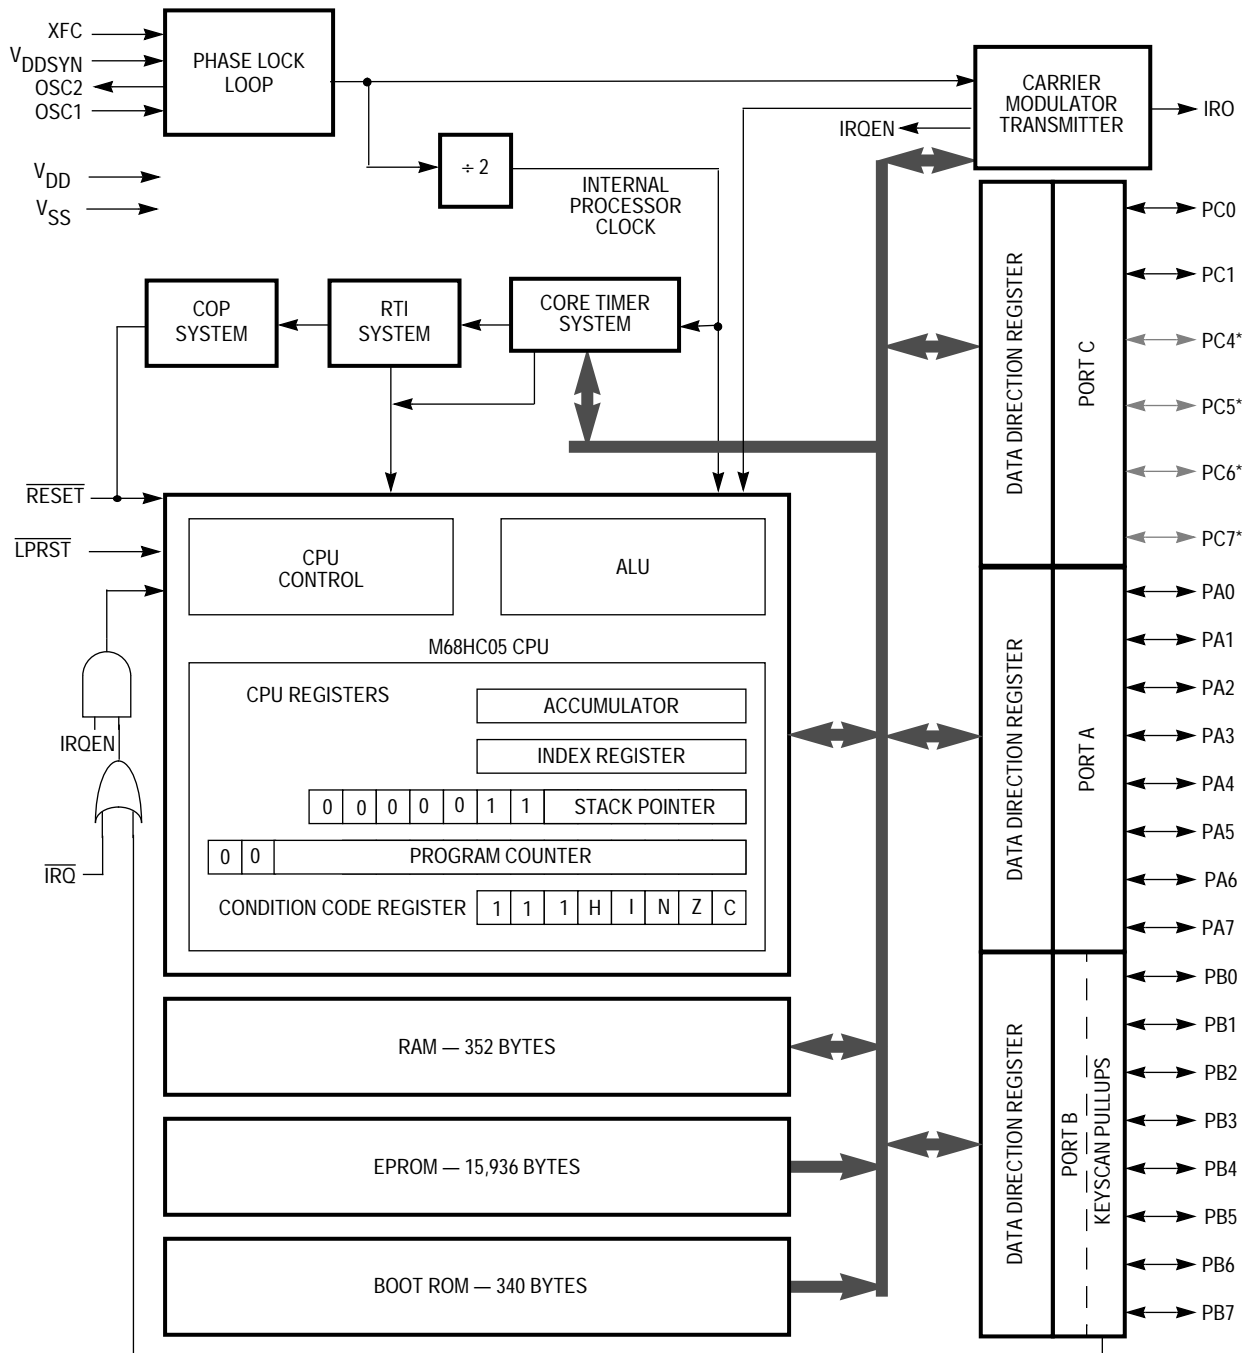 XFC
VDDSYN
OSC2
OSC1
VDD
VSS
PHASE LOCK
LOOP
÷ 2
INTERNAL
PROCESSOR
CLOCK
CARRIER
MODULATOR
TRANSMITTER
IRO
IRQEN
COP
SYSTEM
RTI
SYSTEM
CORE TIMER
SYSTEM
RESET
LPRST
IRQEN
IRQ
CPU
CONTROL
ALU
M68HC05 CPU
CPU REGISTERS
ACCUMULATOR
INDEX REGISTER
0 0 0 0 0 1 1 STACK POINTER
0 0 PROGRAM COUNTER
CONDITION CODE REGISTER 1 1 1 H I N Z C
RAM — 352 BYTES
EPROM — 15,936 BYTES
BOOT ROM — 340 BYTES
DATA DIRECTION REGISTER
PORT C
PC0
PC1
PC4*
PC5*
PC6*
PC7*
DATA DIRECTION REGISTER
PORT A
PA0
PA1
PA2
PA3
PA4
PA5
PA6
PA7
DATA DIRECTION REGISTER
PORT B
KEYSCAN PULLUPS
PB0
PB1
PB2
PB3
PB4
PB5
PB6
PB7